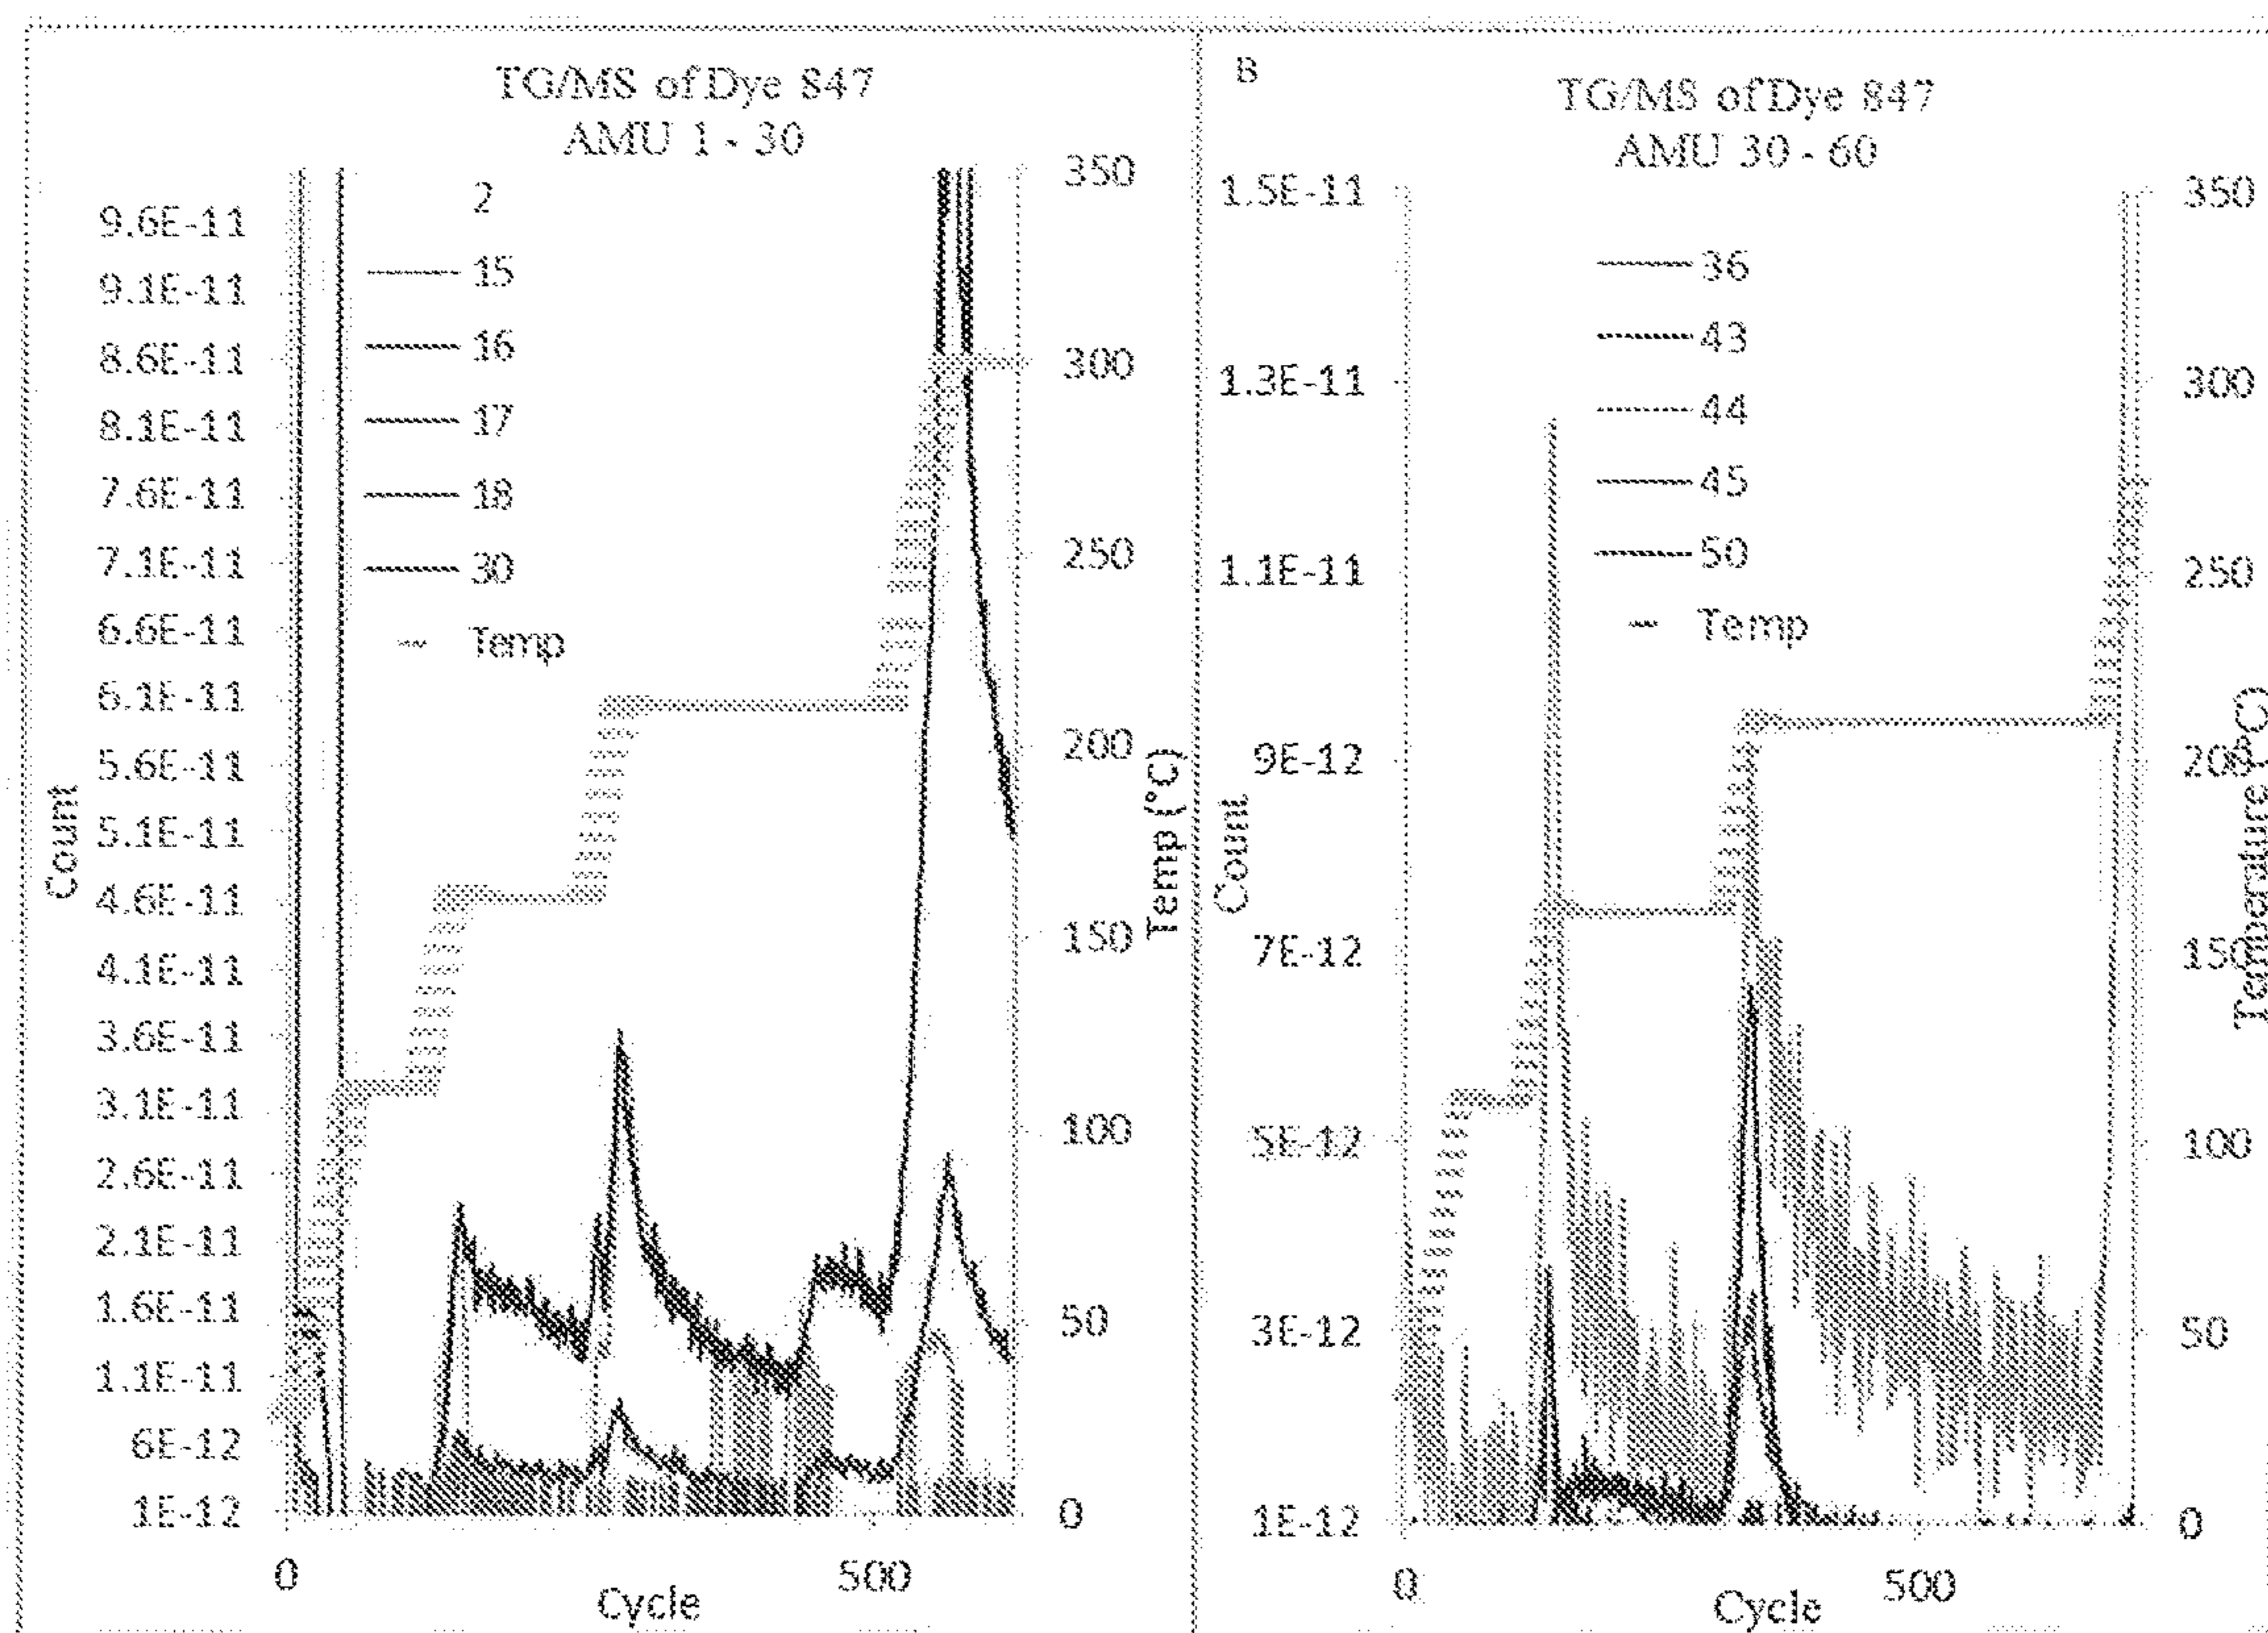 TG/MS of Dye 847
AMU 1 - 30
9.6E-11
9.1E-11
8.6E-11
8.1E-11
7.6E-11
7.1E-11
6.6E-11
6.1E-11
5.6E-11
5.1E-11
4.6E-11
4.1E-11
3.6E-11
3.1E-11
2.6E-11
2.1E-11
1.6E-11
1.1E-11
6E-12
1E-12
Count
2
15
16
17
18
30
Temp
350
300
250
200
150
100
50
0
Temp (°C)
0
500
Cycle
B
TG/MS of Dye 847
AMU 30 - 60
1.5E-11
1.3E-11
1.1E-11
9E-12
7E-12
5E-12
3E-12
1E-12
Count
36
43
44
45
50
Temp
350
300
250
200
150
100
50
0
Temperature (°C)
0
500
Cycle